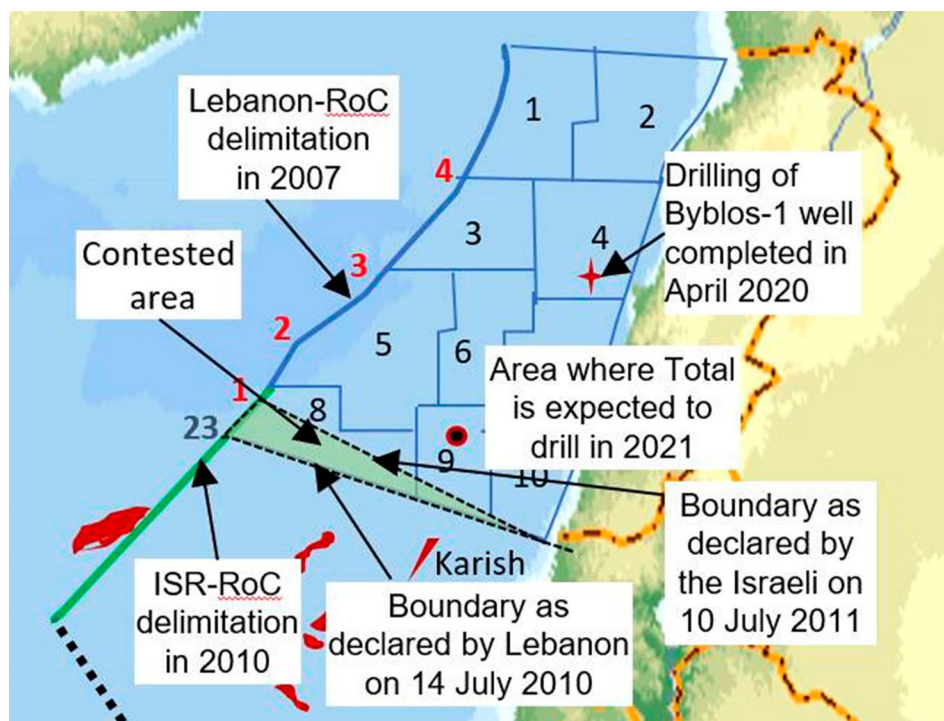 1
2
Lebanon-RoC
delimitation
in 2007
4
Drilling of
Byblos-1 well
completed in
April 2020
3
4
Contested
area
3
2
5
6
Area where Total
is expected to
drill in 2021
1
8
23
9
10
Boundary as
declared by
the Israeli on
10 July 2011
Karish
ISR-RoC
delimitation
in 2010
Boundary as
declared by Lebanon
on 14 July 2010